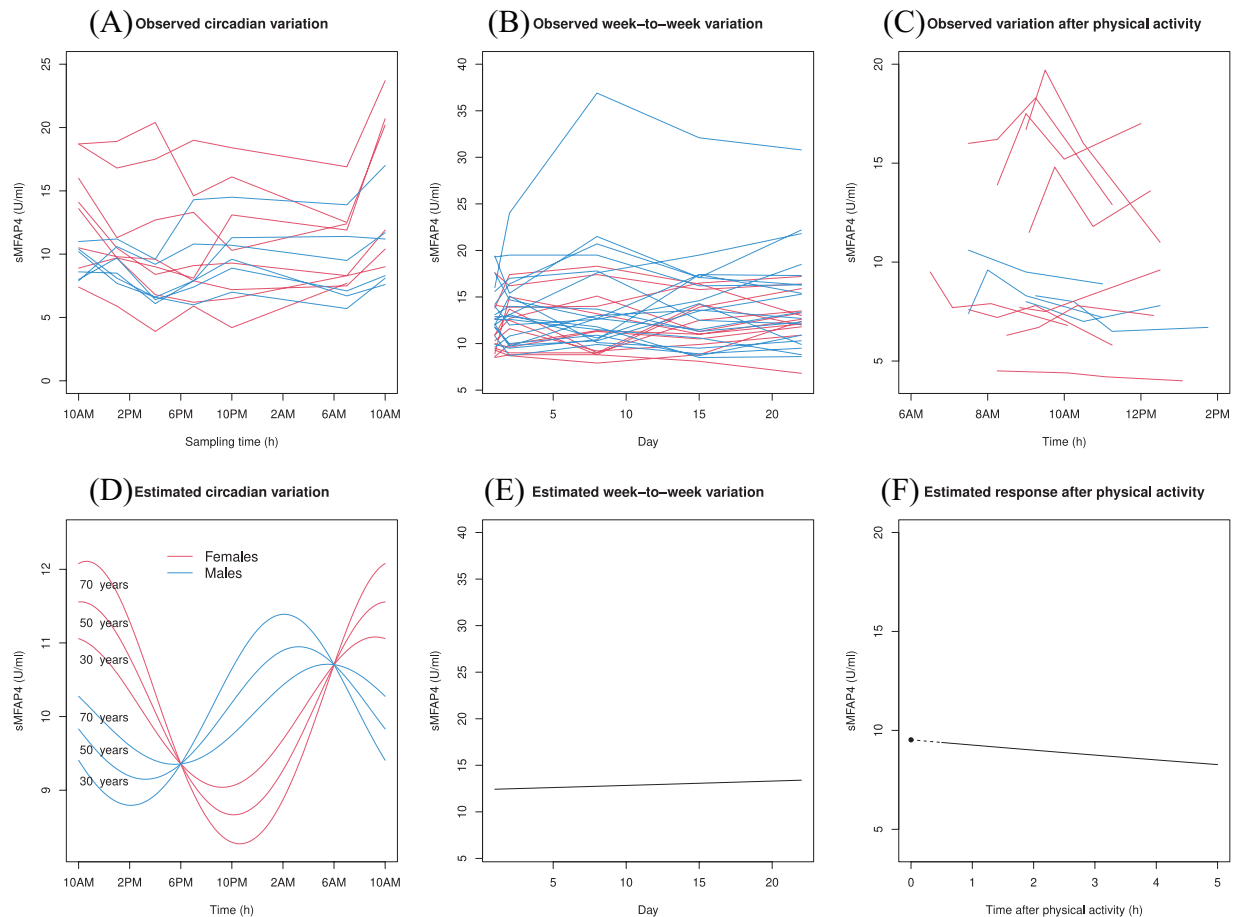 (A) Observed circadian variation
sMFAP4 (U/ml)
25
20
15
10
5
0
10AM 2PM 6PM 10PM 2AM 6AM 10AM
Sampling time (h)
(B) Observed week–to–week variation
sMFAP4 (U/ml)
40
35
30
25
20
15
10
5
5 10 15 20
Day
(C) Observed variation after physical activity
sMFAP4 (U/ml)
20
15
10
5
6AM 8AM 10AM 12PM 2PM
Time (h)
(D) Estimated circadian variation
sMFAP4 (U/ml)
12
11
10
9
Females
Males
70 years
50 years
30 years
70 years
50 years
30 years
10AM 2PM 6PM 10PM 2AM 6AM 10AM
Time (h)
(E) Estimated week–to–week variation
sMFAP4 (U/ml)
40
35
30
25
20
15
10
5
5 10 15 20
Day
(F) Estimated response after physical activity
sMFAP4 (U/ml)
20
15
10
5
0 1 2 3 4 5
Time after physical activity (h)